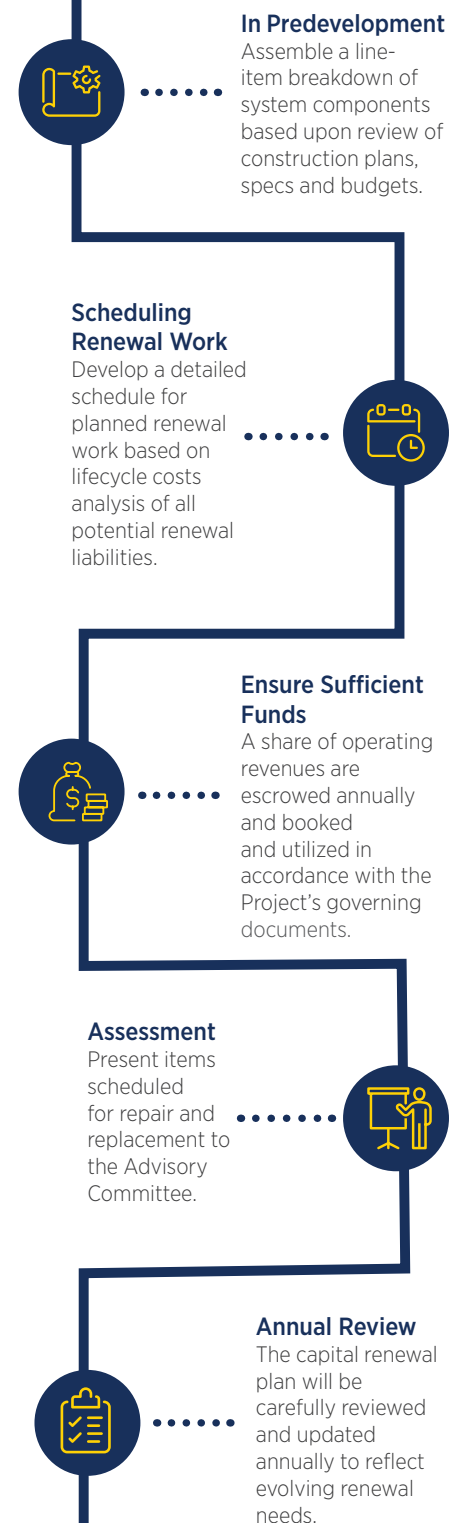 In Predevelopment
Assemble a line-
item breakdown of
system components
based upon review of
construction plans,
specs and budgets.
Scheduling
Renewal Work
Develop a detailed
schedule for
planned renewal
work based on
lifecycle costs
analysis of all
potential renewal
liabilities.
Ensure Sufficient
Funds
A share of operating
revenues are
escrowed annually
and booked
and utilized in
accordance with the
Project’s governing
documents.
Assessment
Present items
scheduled
for repair and
replacement to
the Advisory
Committee.
Annual Review
The capital renewal
plan will be
carefully reviewed
and updated
annually to reflect
evolving renewal
needs.